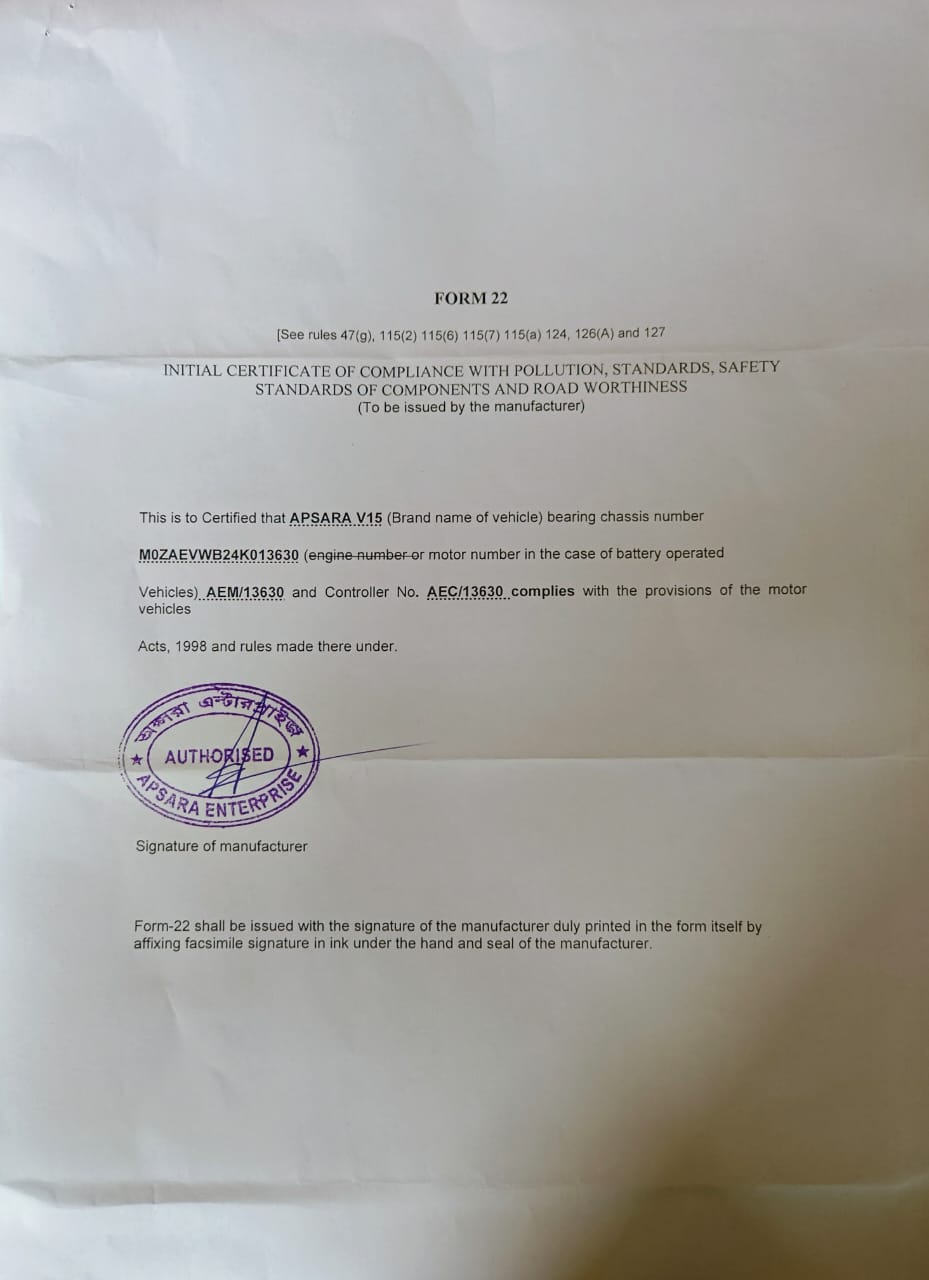 FORM 22
[See rules 47(g), 115(2) 115(6) 115(7) 115(a) 124, 126(A) and 127
INITIAL CERTIFICATE OF COMPLIANCE WITH POLLUTION, STANDARDS, SAFETY
STANDARDS OF COMPONENTS AND ROAD WORTHINESS
(To be issued by the manufacturer)
This is to Certified that APSARA V15 (Brand name of vehicle) bearing chassis number
M0ZAEVWB24K013630 (engine number or motor number in the case of battery operated
Vehicles) AEM/13630 and Controller No. AEC/13630 complies with the provisions of the motor
vehicles
Acts, 1998 and rules made there under.
অপ্সারা এন্টারপ্রাইজ
AUTHORISED
APSARA ENTERPRISE
Signature of manufacturer
Form-22 shall be issued with the signature of the manufacturer duly printed in the form itself by
affixing facsimile signature in ink under the hand and seal of the manufacturer.